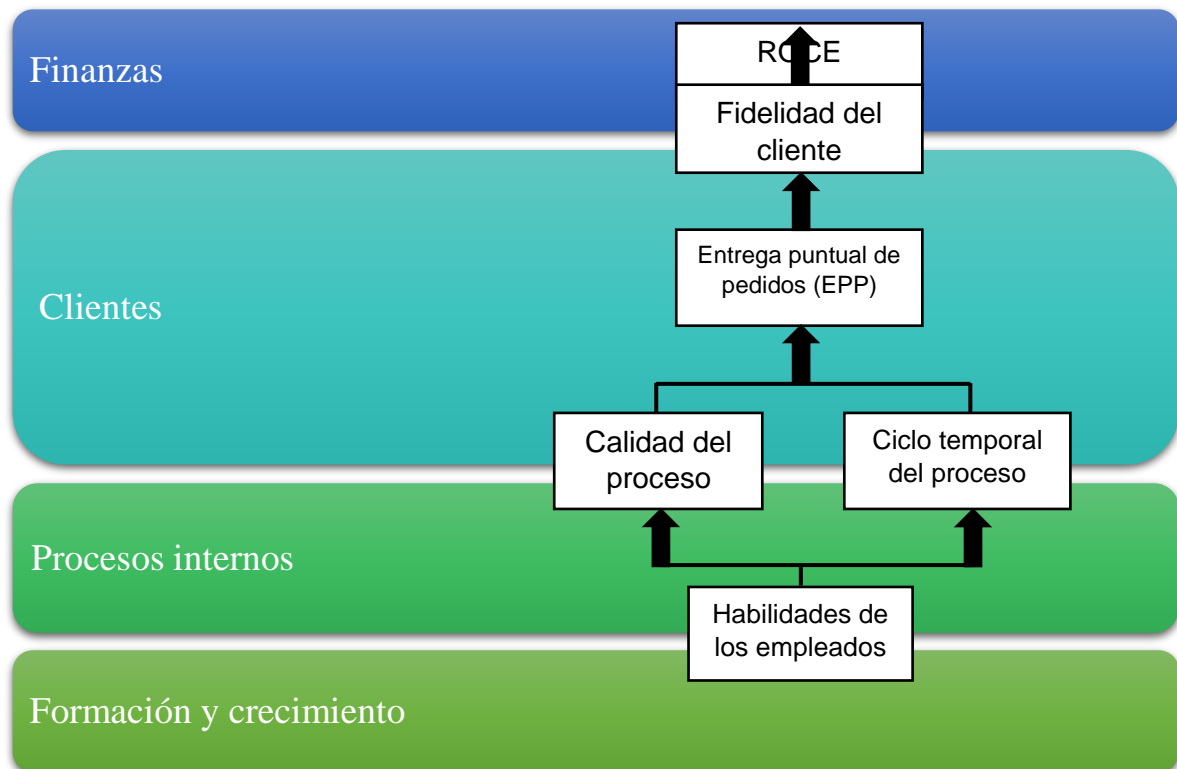 Finanzas
ROCE
Fidelidad del
cliente
Clientes
Entrega puntual de
pedidos (EPP)
Calidad del
proceso
Ciclo temporal
del proceso
Procesos internos
Habilidades de
los empleados
Formación y crecimiento